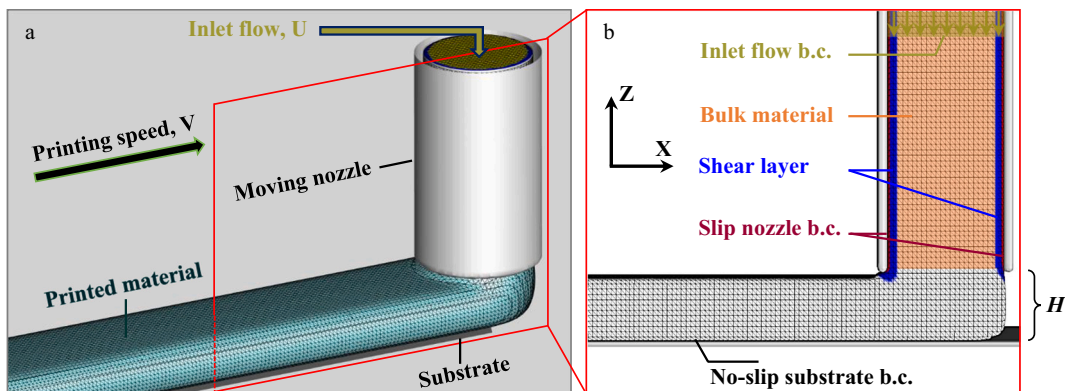 a
Inlet flow, U
Printing speed, V
Moving nozzle
Printed material
Substrate
b
Inlet flow b.c.
Z
Bulk material
X
Shear layer
Slip nozzle b.c.
H
No-slip substrate b.c.